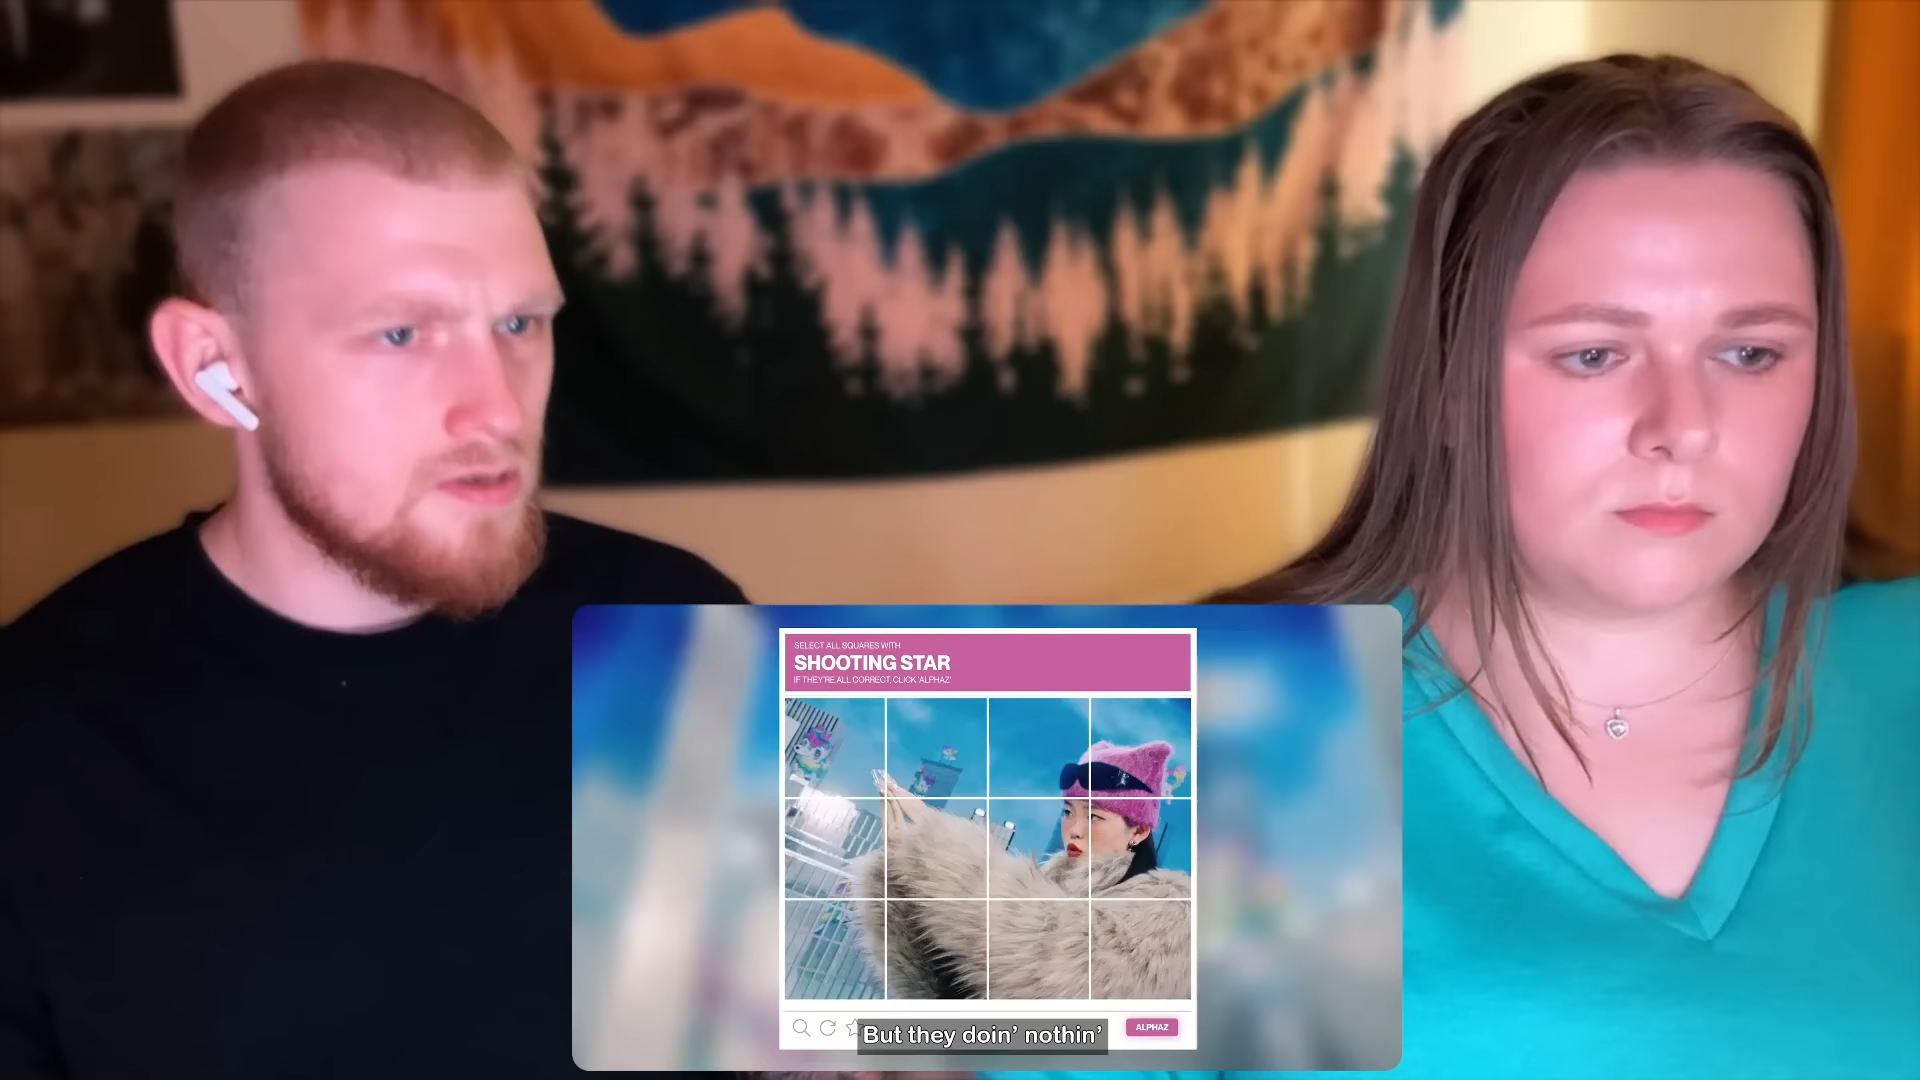 SELECT ALL SQUARES WITH
SHOOTING STAR
IF THEY'RE ALL CORRECT, CLICK 'ALPHAZ'
But they doin' nothin'
ALPHAZ